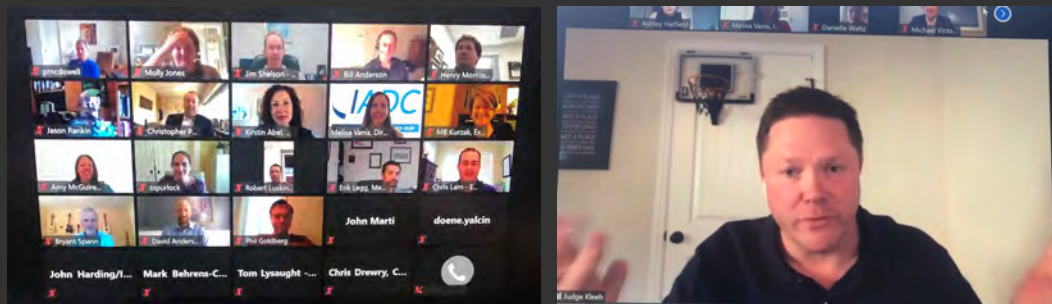 pmcdowell
Molly Jones
Jim Shelson - ...
Bill Anderson
Henry Morris...
Jason Rankin
Christopher P...
Kirstin Abel, ...
IADC
Melisa Vanis, Dir...
MB Kurzak, Ex...
Amy McGuire...
sspurlock
Robert Luskin...
Erik Legg, Me...
Chris Lam - E...
Bryant Spann
David Anders...
Phil Goldberg
John Marti
doene.yalcin
John Harding/I...
Mark Behrens-C...
Tom Lysaught -...
Chris Drewry, C...
Ashley Hatfield
Melisa Vanis, I...
Danielle Waltz
Michael Victo...
Judge Kleeh